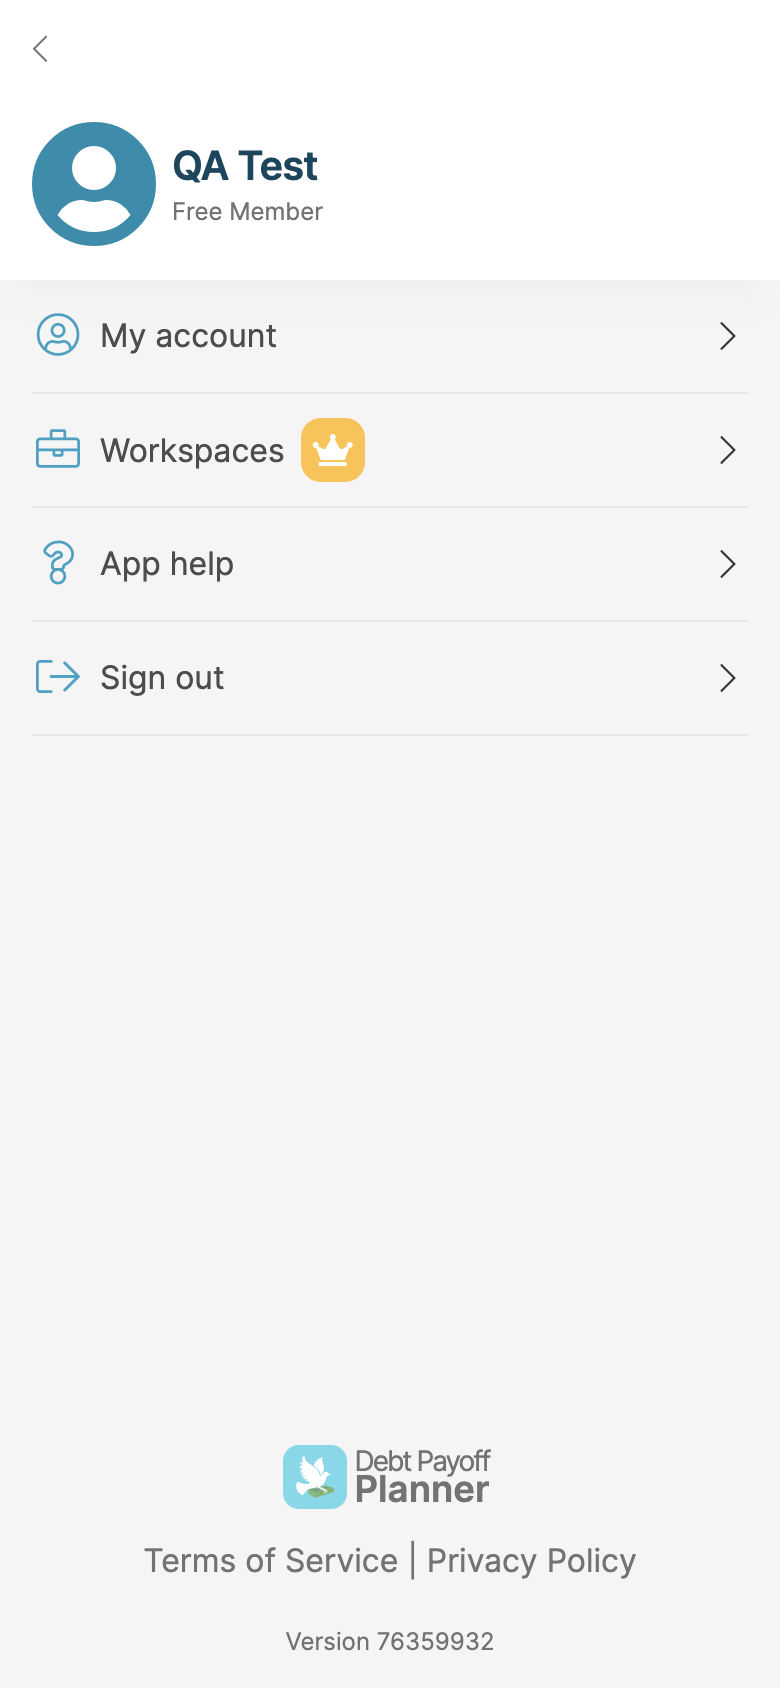 QA Test
Free Member
My account
Workspaces
App help
Sign out
Debt Payoff
Planner
Terms of Service | Privacy Policy
Version 76359932